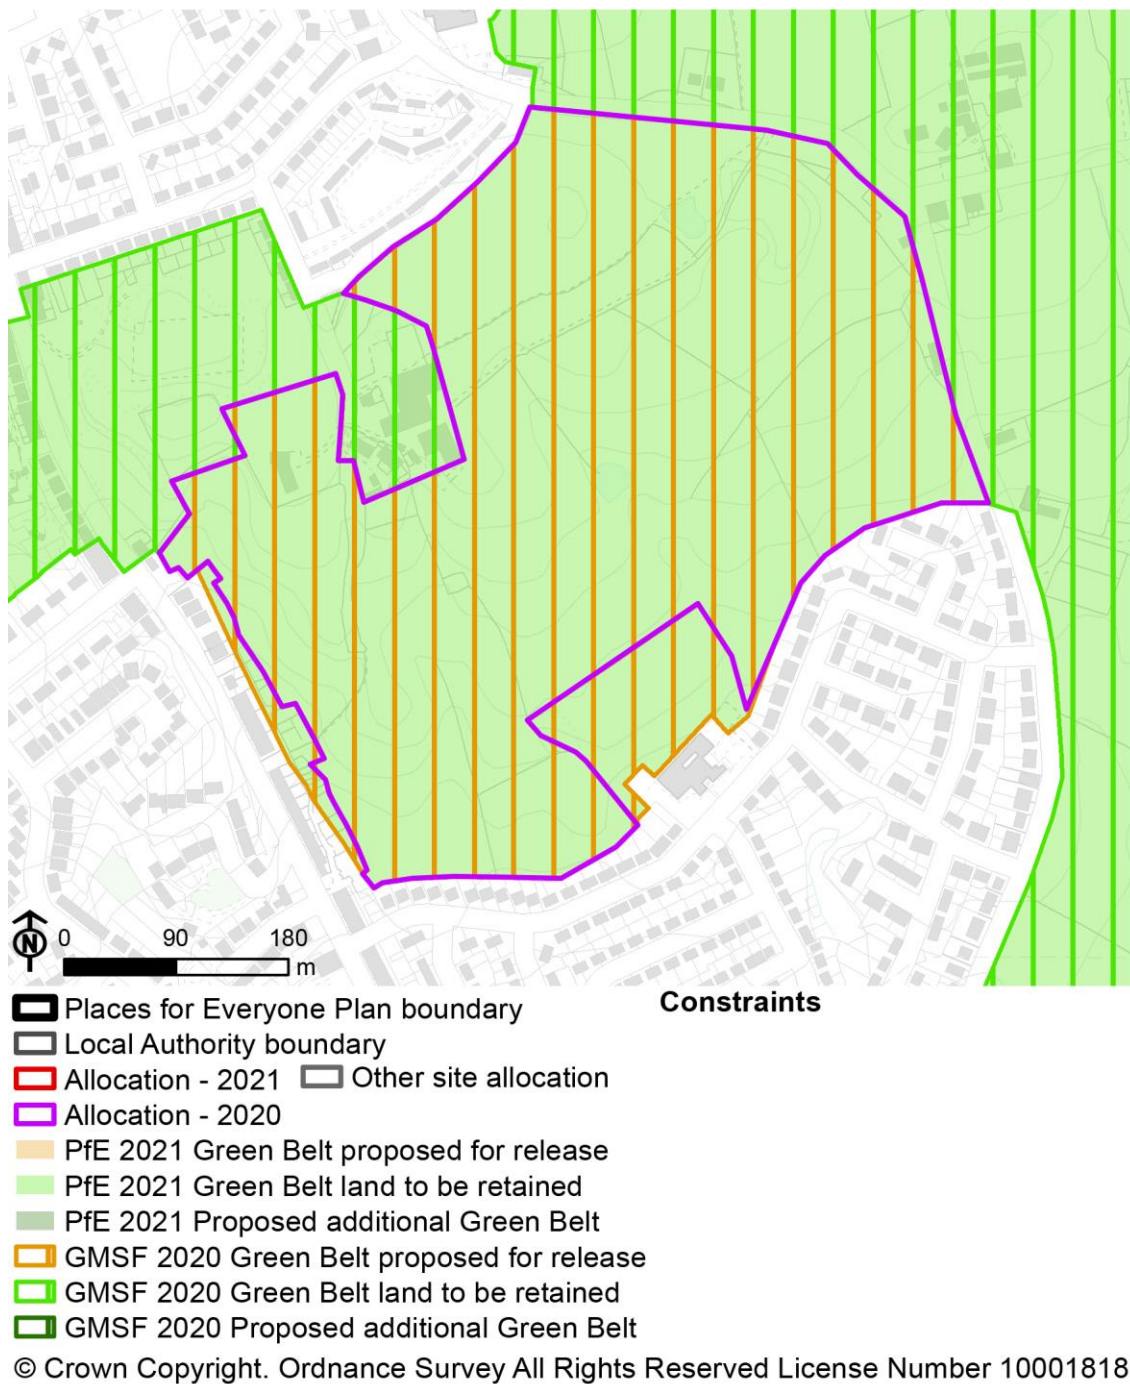 N
0 90 180
m
Places for Everyone Plan boundary
Constraints
Local Authority boundary
Allocation - 2021 Other site allocation
Allocation - 2020
PfE 2021 Green Belt proposed for release
PfE 2021 Green Belt land to be retained
PfE 2021 Proposed additional Green Belt
GMSF 2020 Green Belt proposed for release
GMSF 2020 Green Belt land to be retained
GMSF 2020 Proposed additional Green Belt
© Crown Copyright. Ordnance Survey All Rights Reserved License Number 10001818